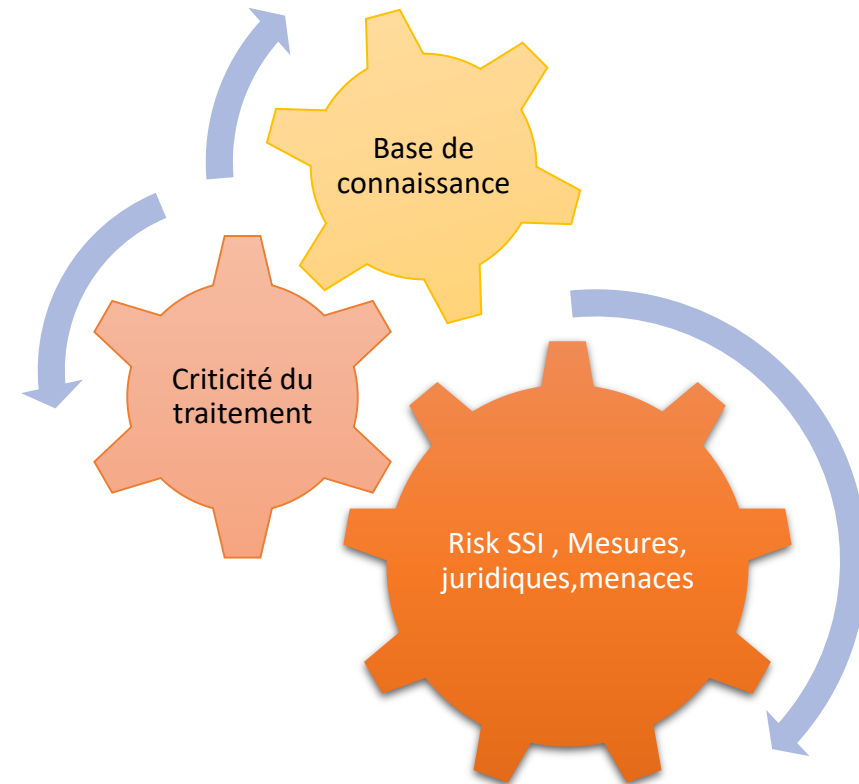 Base de
connaissance
Criticité du
traitement
Risk SSI , Mesures,
juridiques,menaces